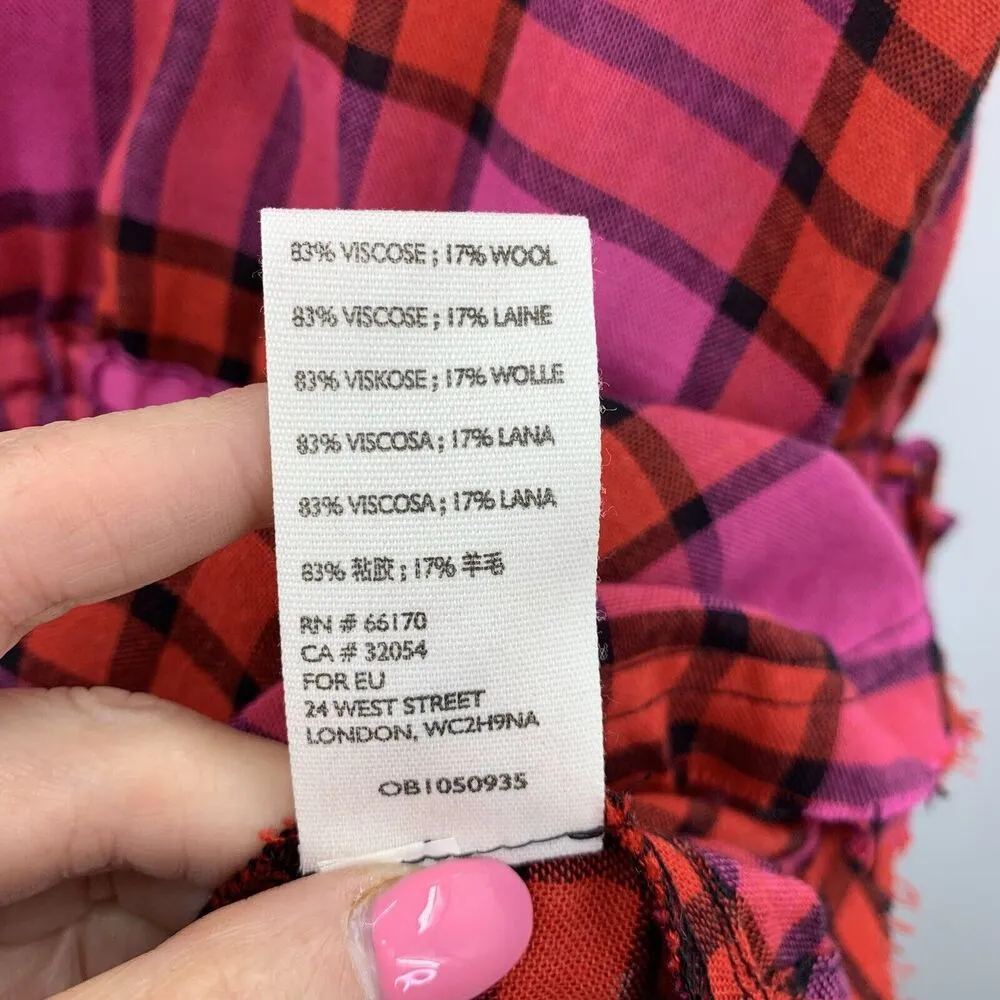 83% VISCOSE ; 17% WOOL
83% VISCOSE ; 17% LAINE
83% VISKOSE ; 17% WOLLE
83% VISCOSA ; 17% LANA
83% VISCOSA ; 17% LANA
83% 粘胶 ; 17% 羊毛
RN # 66170
CA # 32054
FOR EU
24 WEST STREET
LONDON, WC2H9NA
OB1050935